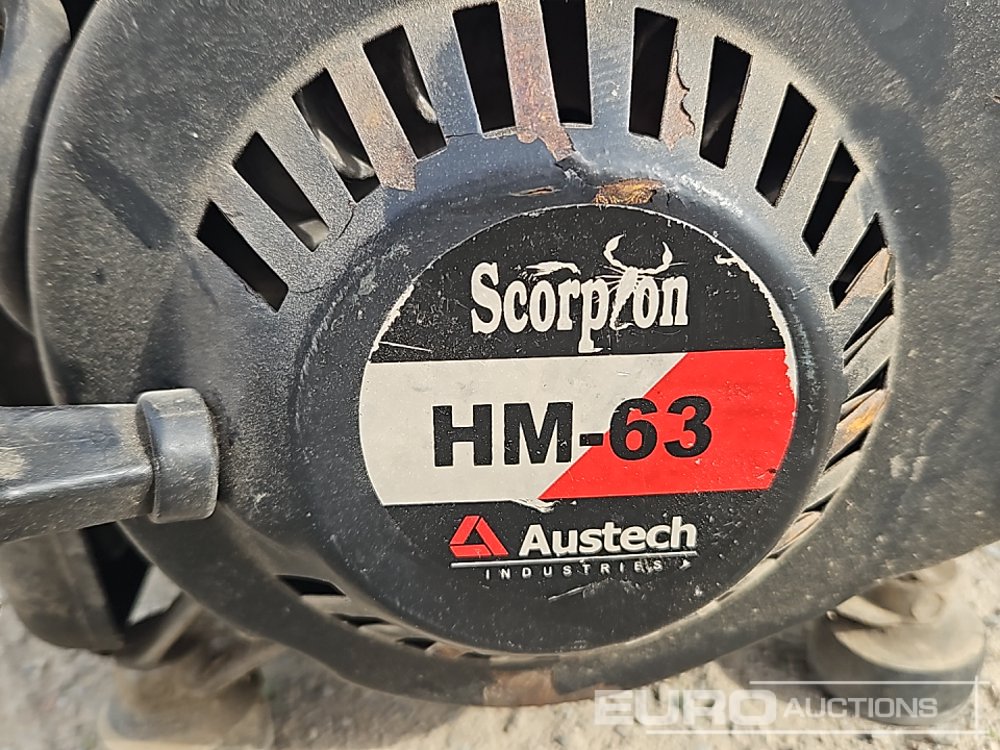 Scorpion
HM-63
Austech
INDUSTRIES
EURO AUCTIONS